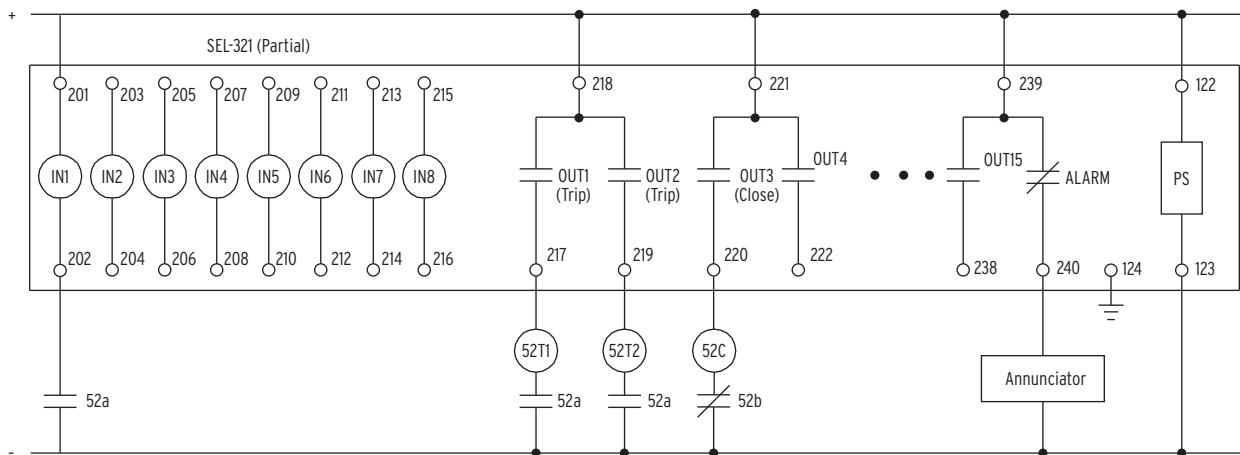 +
SEL-321 (Partial)
201 203 205 207 209 211 213 215 218 221 239 122
IN1 IN2 IN3 IN4 IN5 IN6 IN7 IN8
OUT1
(Trip)
OUT2
(Trip)
OUT3
(Close)
OUT4
OUT15
ALARM
PS
202 204 206 208 210 212 214 216 217 219 220 222 238 240 124 123
52T1 52T2 52C
Annunciator
52a 52a 52a 52b
-